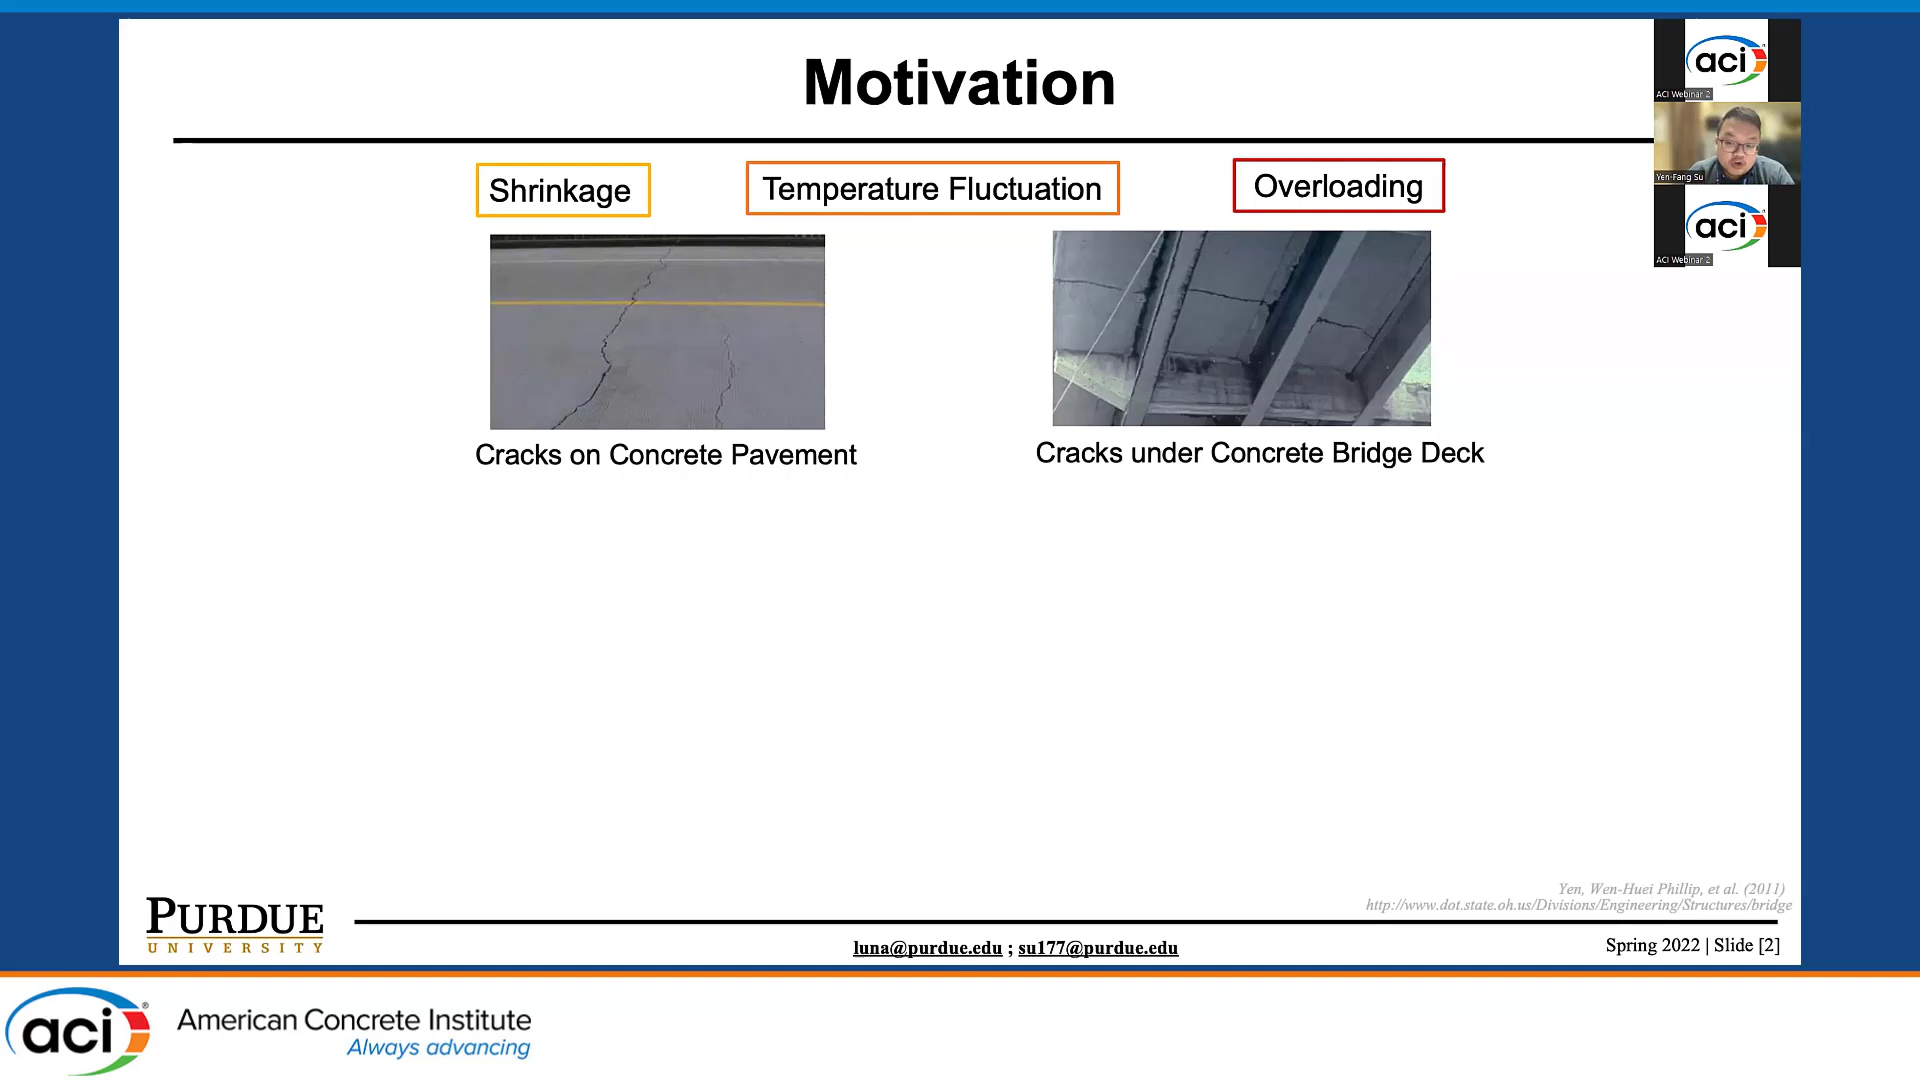 Motivation
Shrinkage
Temperature Fluctuation
Overloading
Cracks on Concrete Pavement
Cracks under Concrete Bridge Deck
aci
ACI Webinar 2
Yen-Fang Su
aci
ACI Webinar 2
Yen, Wen-Huei Phillip, et al. (2011)
http://www.dot.state.oh.us/Divisions/Engineering/Structures/bridge
PURDUE
UNIVERSITY
luna@purdue.edu ; su177@purdue.edu
Spring 2022 | Slide [2]
aci®
American Concrete Institute
Always advancing